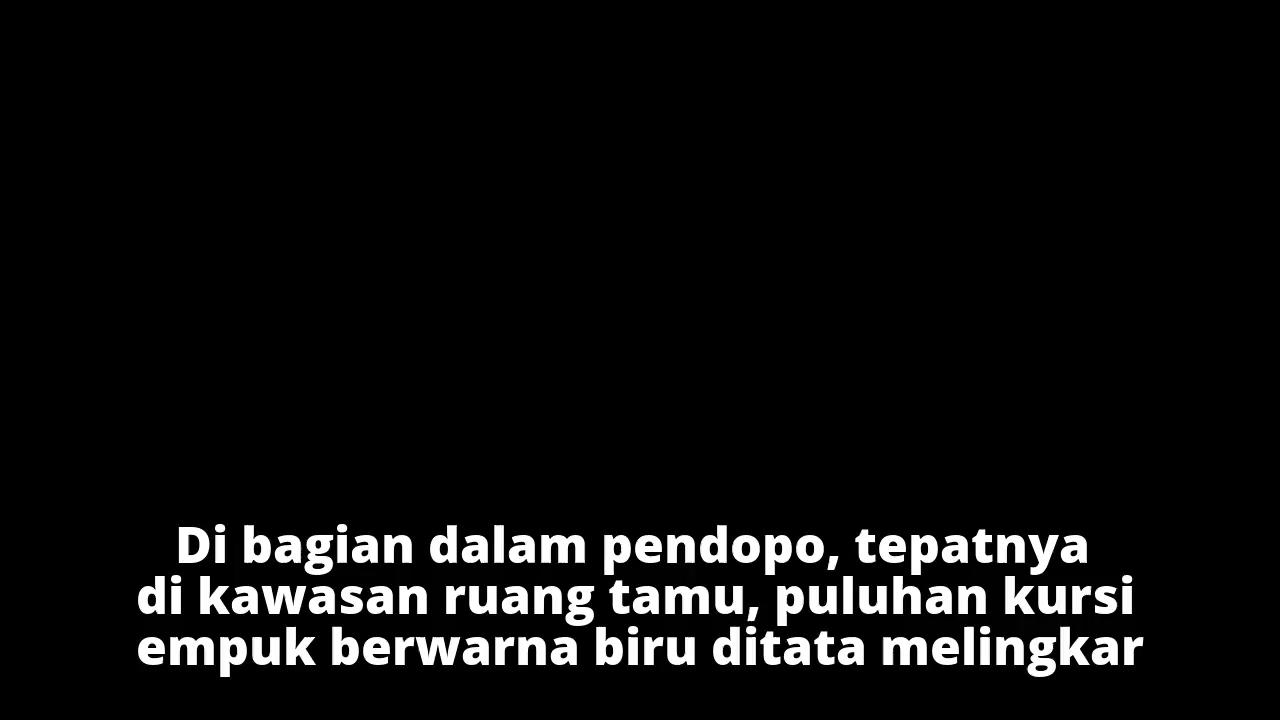 Di bagian dalam pendopo, tepatnya
di kawasan ruang tamu, puluhan kursi
empuk berwarna biru ditata melingkar